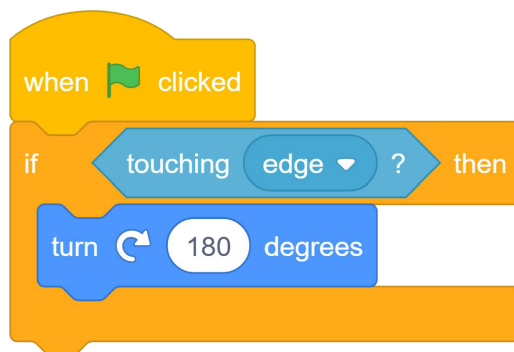 when clicked
if touching edge ? then
turn 180 degrees